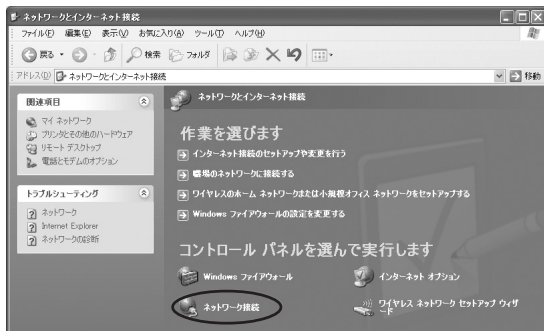 ネットワークとインターネット接続
ファイル(F) 編集(E) 表示(V) お気に入り(A) ツール(T) ヘルプ(H)
戻る 検索 フォルダ
アドレス(D) ネットワークとインターネット接続 移動
関連項目
マイ ネットワーク
プリンタとその他のハードウェア
リモート デスクトップ
電話とモデムのオプション
トラブルシューティング
ネットワーク
Internet Explorer
ネットワークの診断
ネットワークとインターネット接続
作業を選びます
インターネット接続のセットアップや変更を行う
職場のネットワークに接続する
ワイヤレスのホーム ネットワークまたは小規模オフィス ネットワークをセットアップする
Windows ファイアウォールの設定を変更する
コントロール パネルを選んで実行します
Windows ファイアウォール インターネット オプション
ネットワーク接続 ワイヤレス ネットワーク セットアップ ウィザ
ード